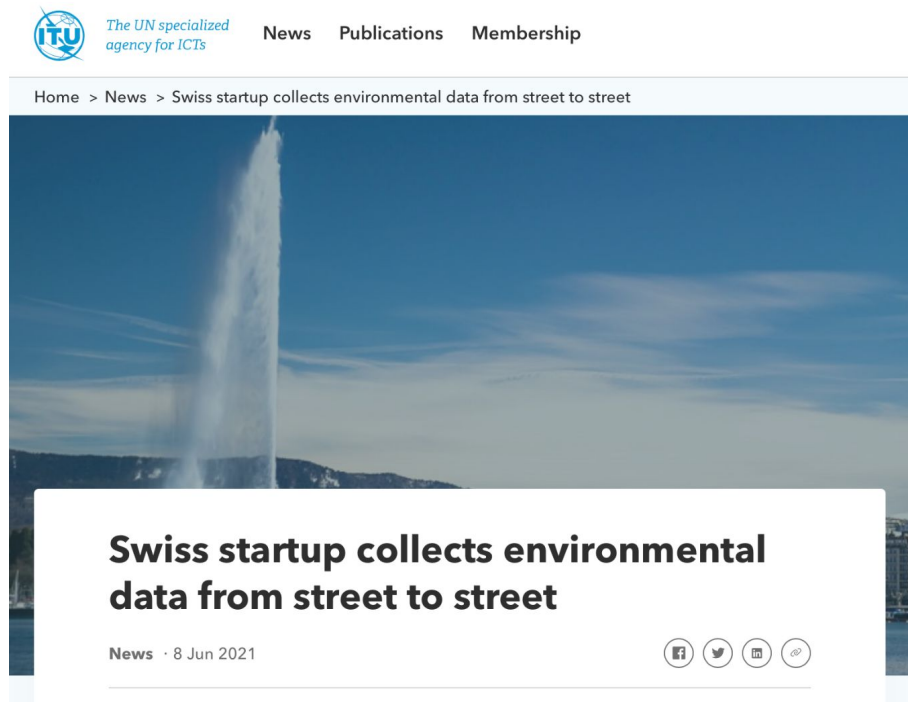 ITU
The UN specialized
agency for ICTs
News Publications Membership
Home > News > Swiss startup collects environmental data from street to street
Swiss startup collects environmental
data from street to street
News · 8 Jun 2021